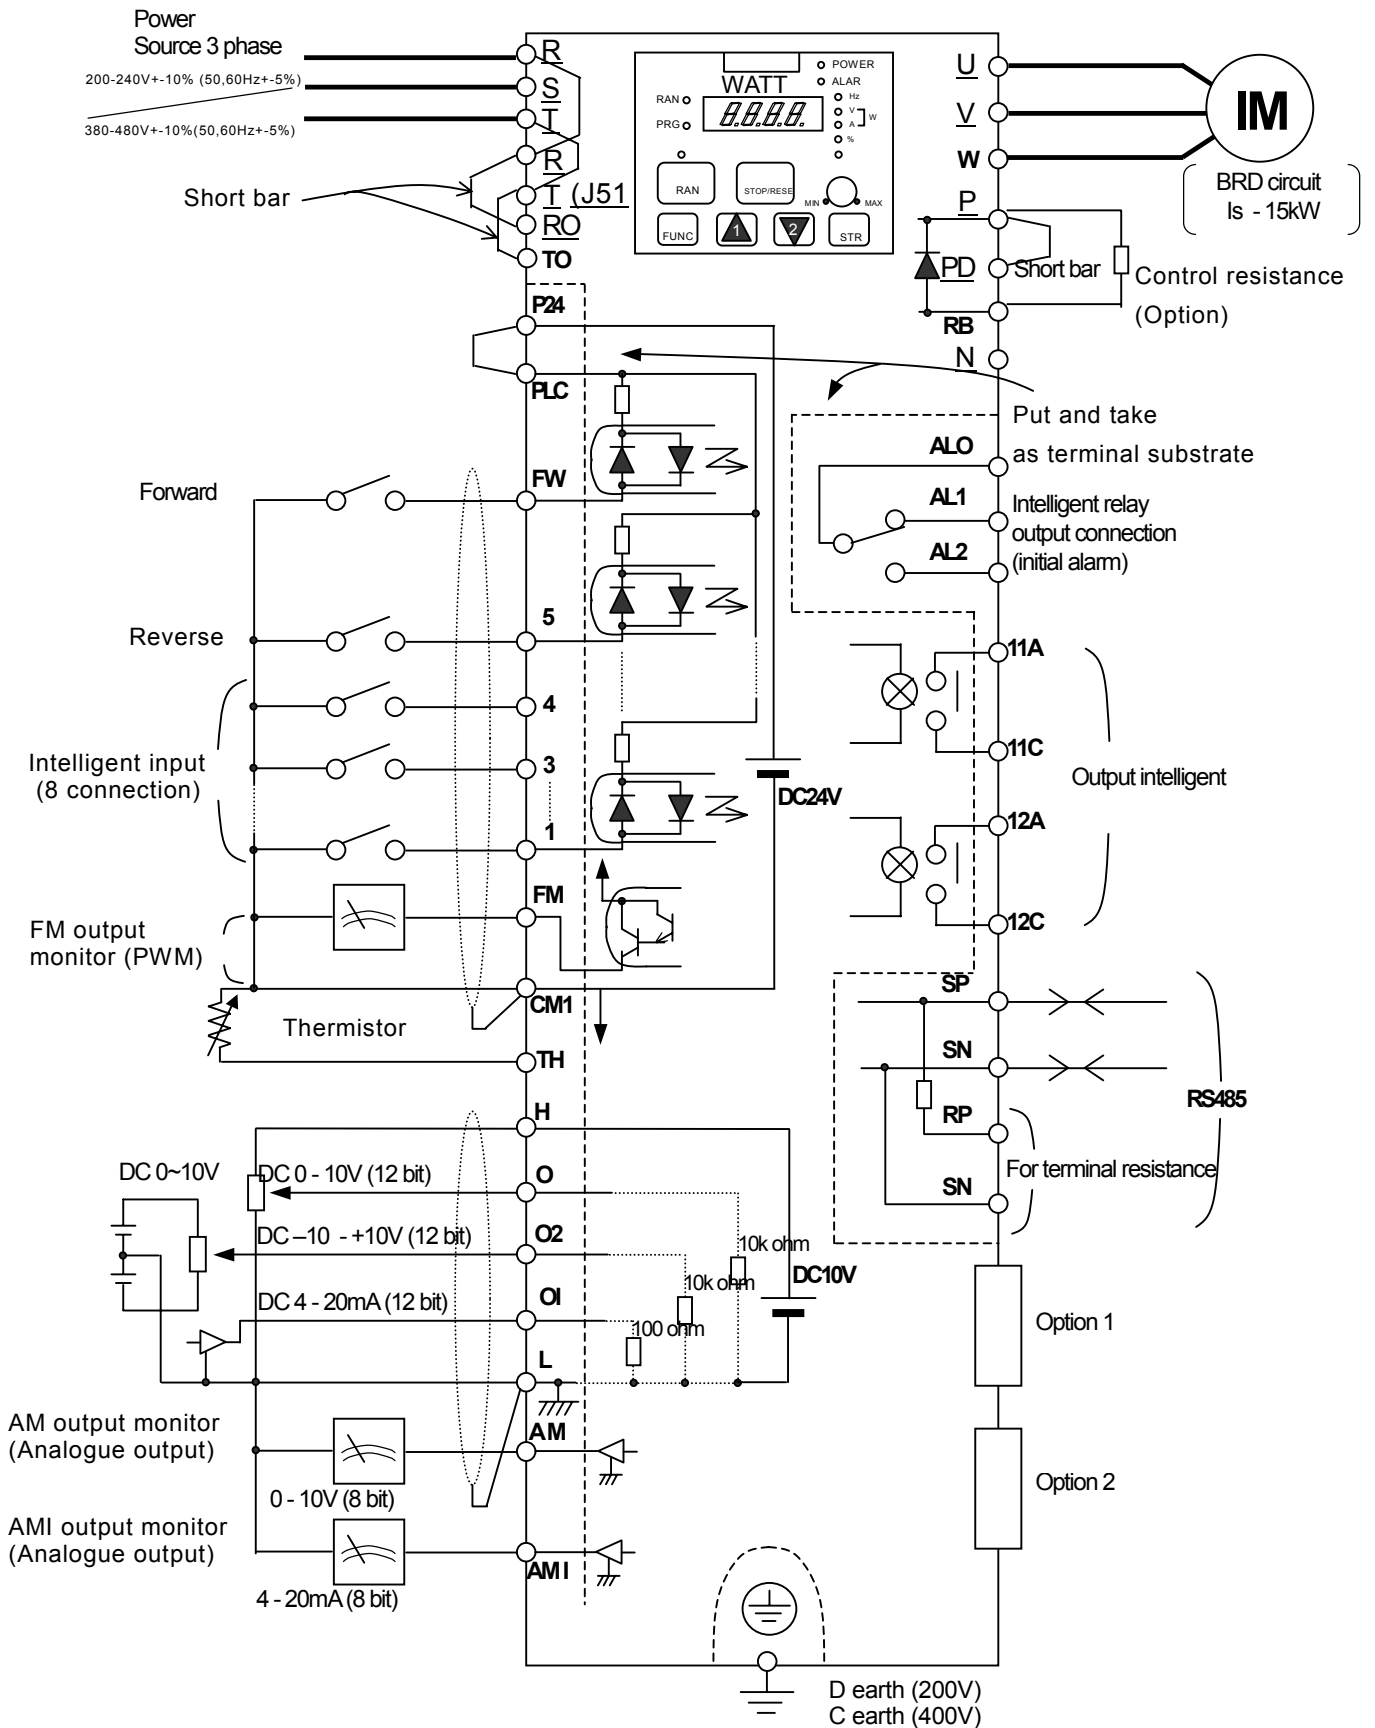 Power
Source 3 phase
200-240V+-10% (50,60Hz+-5%)
380-480V+-10%(50,60Hz+-5%)
R
S
T
R
T (J51
RO
TO
Short bar
WATT
POWER
ALAR
RAN
PRG
8.8.8.8.
Hz
V
A
W
%
RAN
STOP/RESE
MIN
MAX
FUNC
1
2
STR
U
V
W
IM
BRD circuit
Is - 15kW
P
PD
Short bar
RB
N
Control resistance
(Option)
P24
PLC
Put and take
as terminal substrate
Forward
FW
ALO
AL1
AL2
Intelligent relay
output connection
(initial alarm)
Reverse
5
4
3
1
Intelligent input
(8 connection)
DC24V
11A
11C
12A
12C
Output intelligent
FM output
monitor (PWM)
FM
CM1
Thermistor
TH
SP
SN
RP
SN
RS485
For terminal resistance
H
DC 0~10V
DC 0 - 10V (12 bit)
O
DC –10 - +10V (12 bit)
O2
DC 4 - 20mA (12 bit)
OI
L
10k ohm
10k ohm
100 ohm
DC10V
Option 1
AM output monitor
(Analogue output)
AM
0 - 10V (8 bit)
Option 2
AMI output monitor
(Analogue output)
AMI
4 - 20mA (8 bit)
D earth (200V)
C earth (400V)